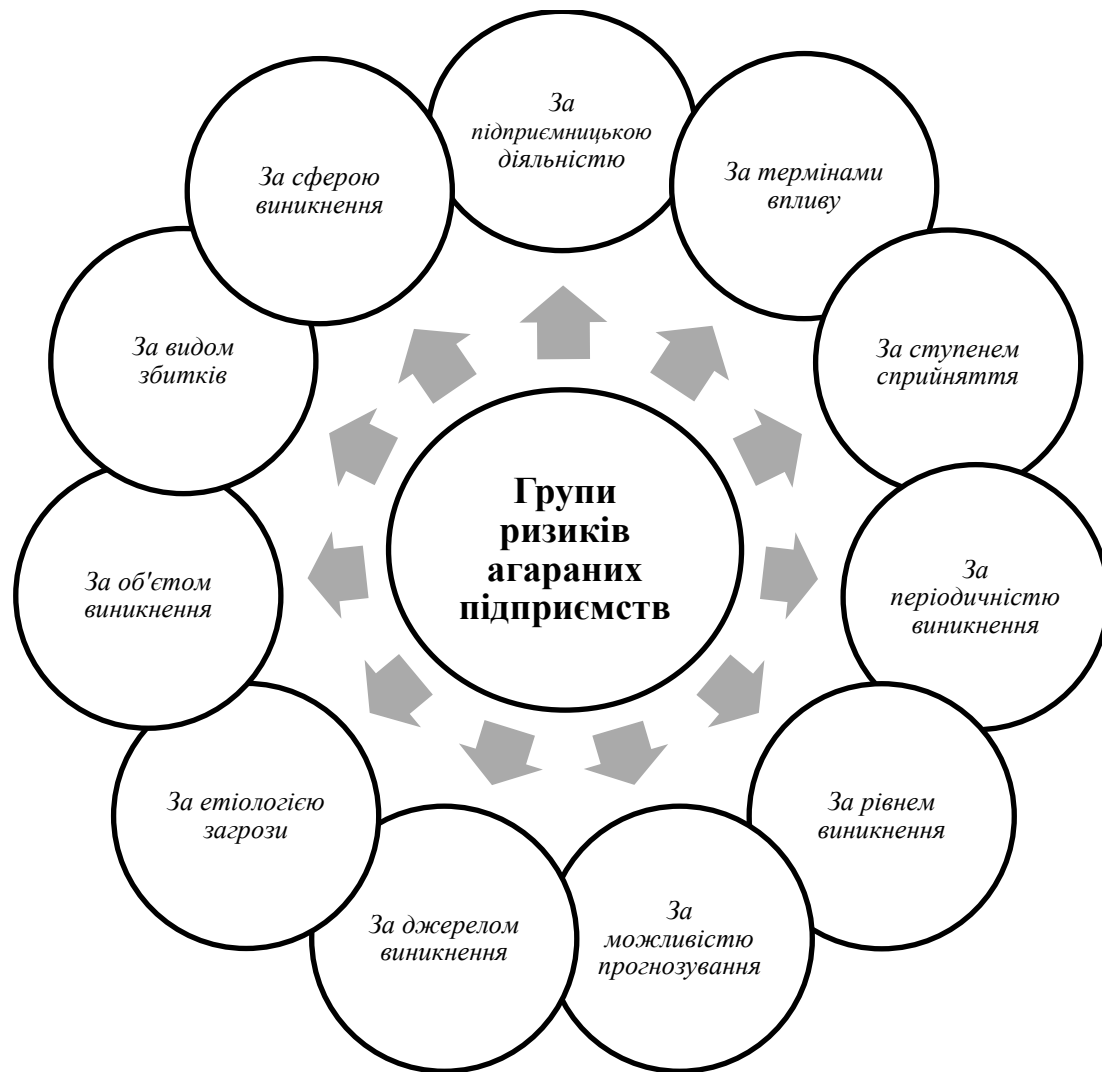 За
підприємницькою
діяльністю
За термінами
впливу
За ступенем
сприйняття
За
періодичністю
виникнення
За рівнем
виникнення
За
можливістю
прогнозування
За джерелом
виникнення
За етіологією
загрози
За об'єтом
виникнення
За видом
збитків
За сферою
виникнення
Групи
ризиків
агараних
підприємств